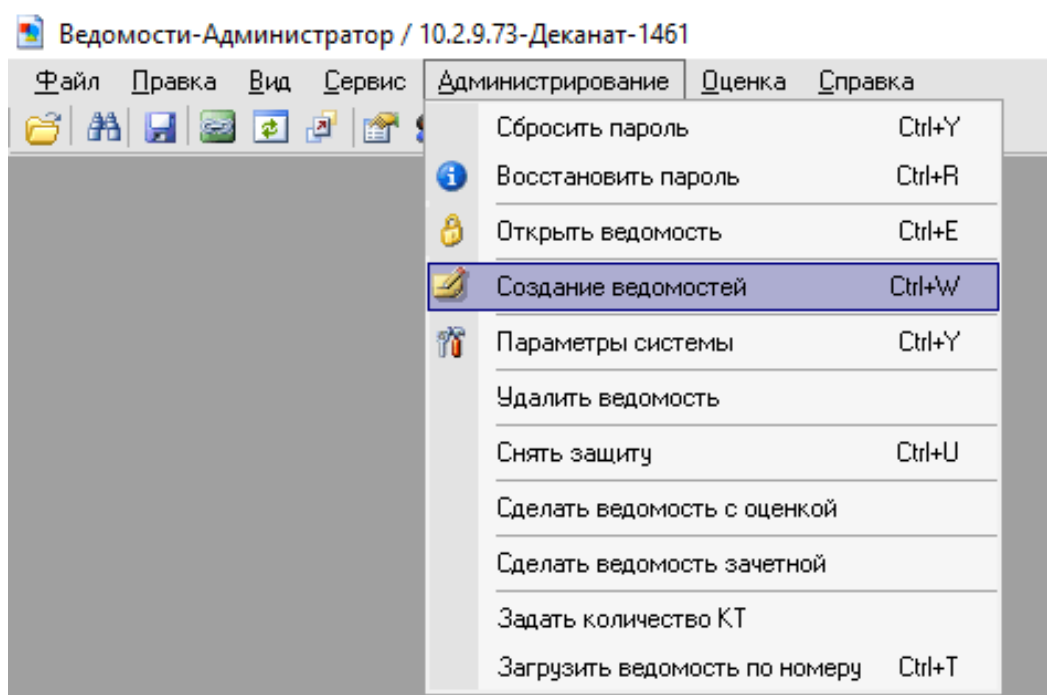 Ведомости-Администратор / 10.2.9.73-Деканат-1461
Файл Правка Вид Сервис Администрирование Оценка Справка
Сбросить пароль Ctrl+Y
Восстановить пароль Ctrl+R
Открыть ведомость Ctrl+E
Создание ведомостей Ctrl+W
Параметры системы Ctrl+Y
Удалить ведомость
Снять защиту Ctrl+U
Сделать ведомость с оценкой
Сделать ведомость зачетной
Задать количество КТ
Загрузить ведомость по номеру Ctrl+T